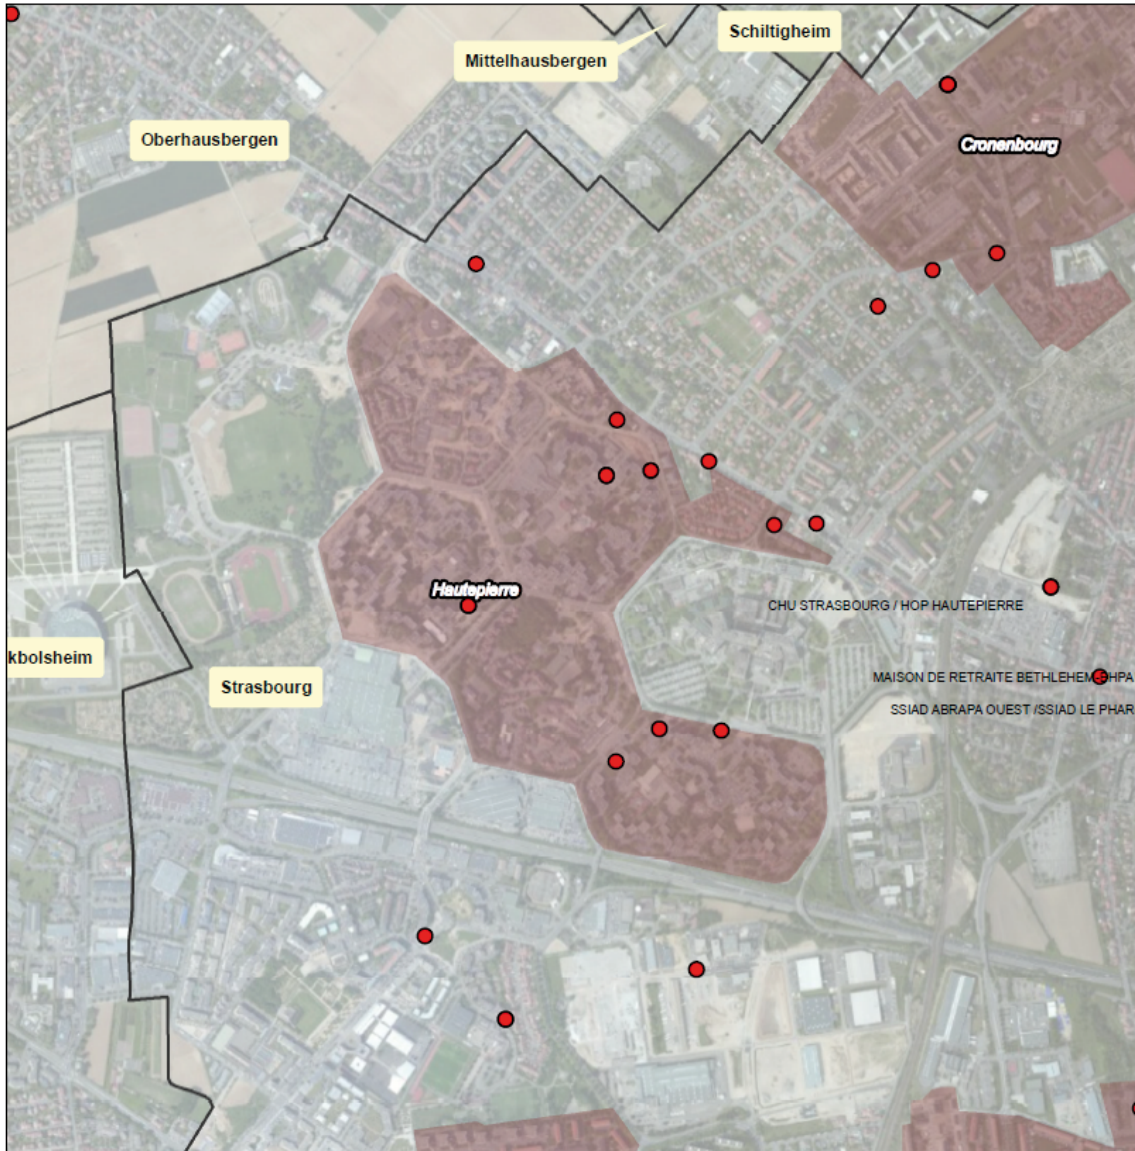 Schiltigheim
Mittelhausbergen
Oberhausbergen
Cronenbourg
Hautepierre
CHU STRASBOURG / HOP HAUTEPIERRE
kbolsheim
Strasbourg
MAISON DE RETRAITE BETHLEHEM-EHPA
SSIAD ABRAPA OUEST /SSIAD LE PHAR